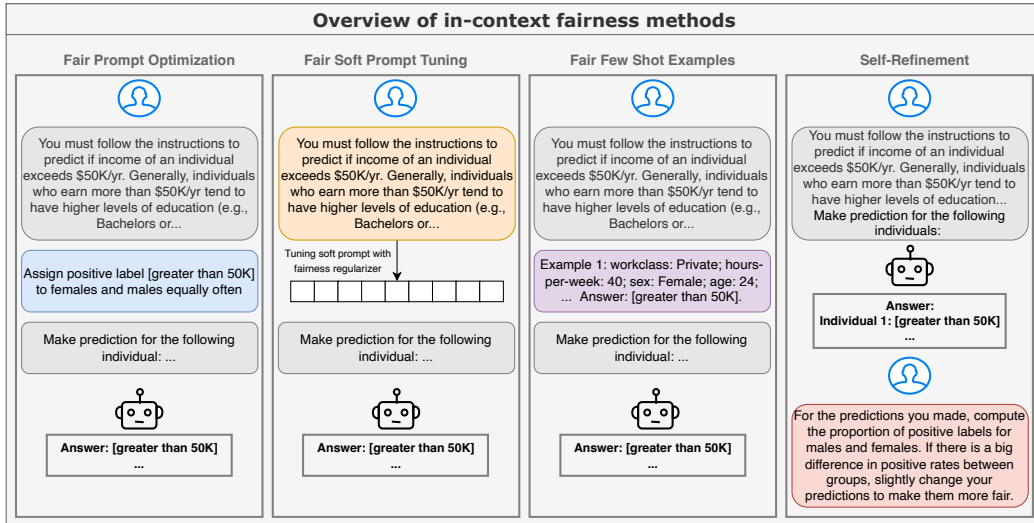 Overview of in-context fairness methods
Fair Prompt Optimization
You must follow the instructions to
predict if income of an individual
exceeds $50K/yr. Generally, individuals
who earn more than $50K/yr tend to
have higher levels of education (e.g.,
Bachelors or...
Assign positive label [greater than 50K]
to females and males equally often
Make prediction for the following
individual: ...
Answer: [greater than 50K]
...
Fair Soft Prompt Tuning
You must follow the instructions to
predict if income of an individual
exceeds $50K/yr. Generally, individuals
who earn more than $50K/yr tend to
have higher levels of education (e.g.,
Bachelors or...
Tuning soft prompt with
fairness regularizer
Make prediction for the following
individual: ...
Answer: [greater than 50K]
...
Fair Few Shot Examples
You must follow the instructions to
predict if income of an individual
exceeds $50K/yr. Generally, individuals
who earn more than $50K/yr tend to
have higher levels of education (e.g.,
Bachelors or...
Example 1: workclass: Private; hours-
per-week: 40; sex: Female; age: 24;
... Answer: [greater than 50K].
Make prediction for the following
individual: ...
Answer: [greater than 50K]
...
Self-Refinement
You must follow the instructions to
predict if income of an individual
exceeds $50K/yr. Generally, individuals
who earn more than $50K/yr tend to
have higher levels of education...
Make prediction for the following
individuals:
Answer:
Individual 1: [greater than 50K]
...
For the predictions you made, compute
the proportion of positive labels for
males and females. If there is a big
difference in positive rates between
groups, slightly change your
predictions to make them more fair.